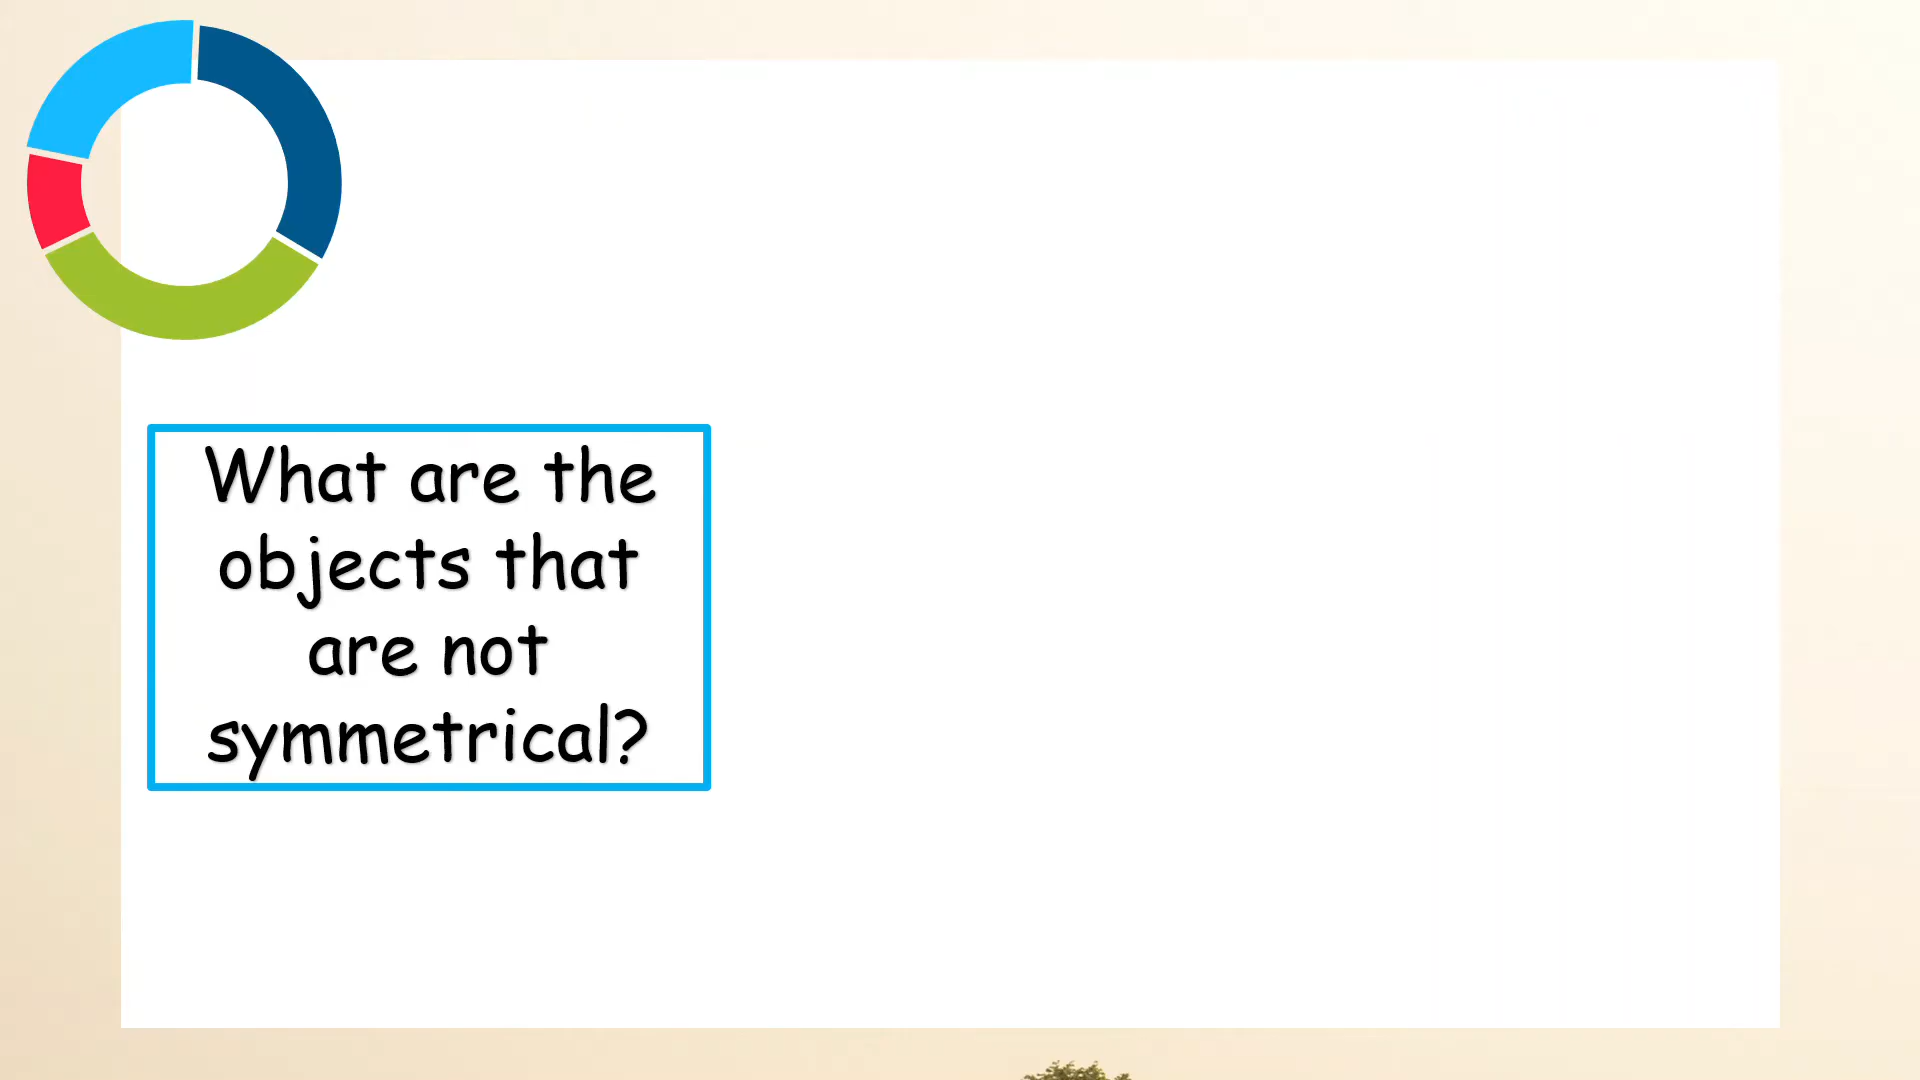 What are the
objects that
are not
symmetrical?